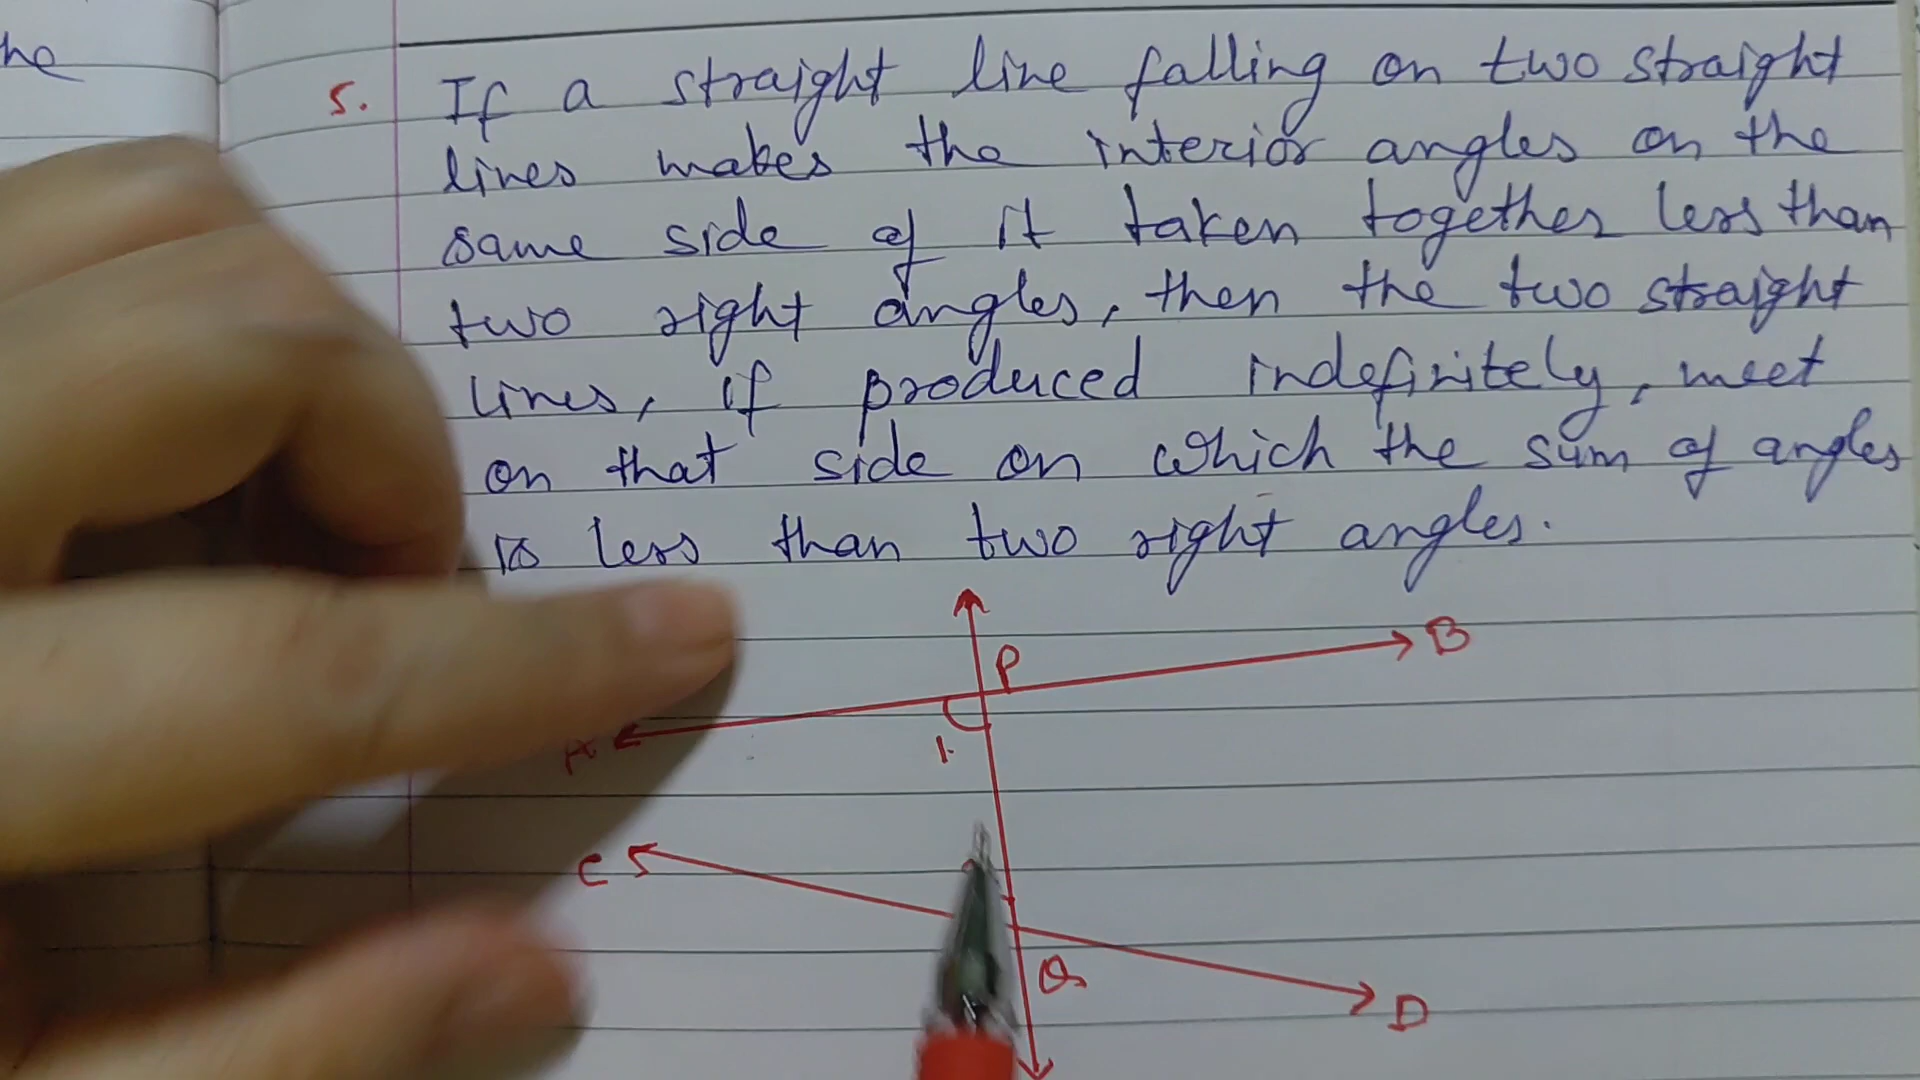 he
5. If a straight line falling on two straight
lines makes the interior angles on the
same side of it taken together less than
two right angles, then the two straight
lines, if produced indefinitely, meet
on that side on which the sum of angles
is less than two right angles.
P
B
A
1
C
Q
D